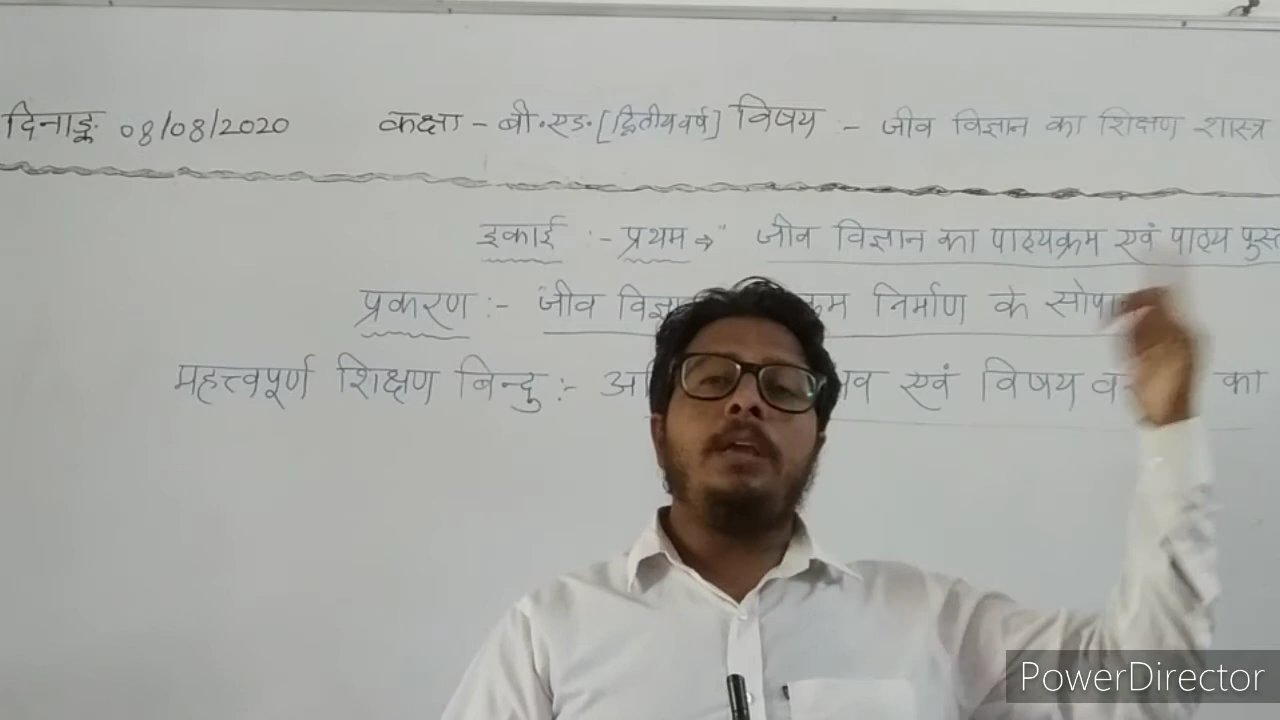 दिनाङ्क 08/08/2020 कक्षा - बी.एड.[द्वितीय वर्ष] विषय :- जीव विज्ञान का शिक्षण शास्त्र
इकाई :- प्रथम → " जीव विज्ञान का पाठ्यक्रम एवं पाठ्य
प्रकरण :- जीव निर्माण के
महत्त्वपूर्ण शिक्षण बिन्दु :- एवं विषय का
PowerDirector